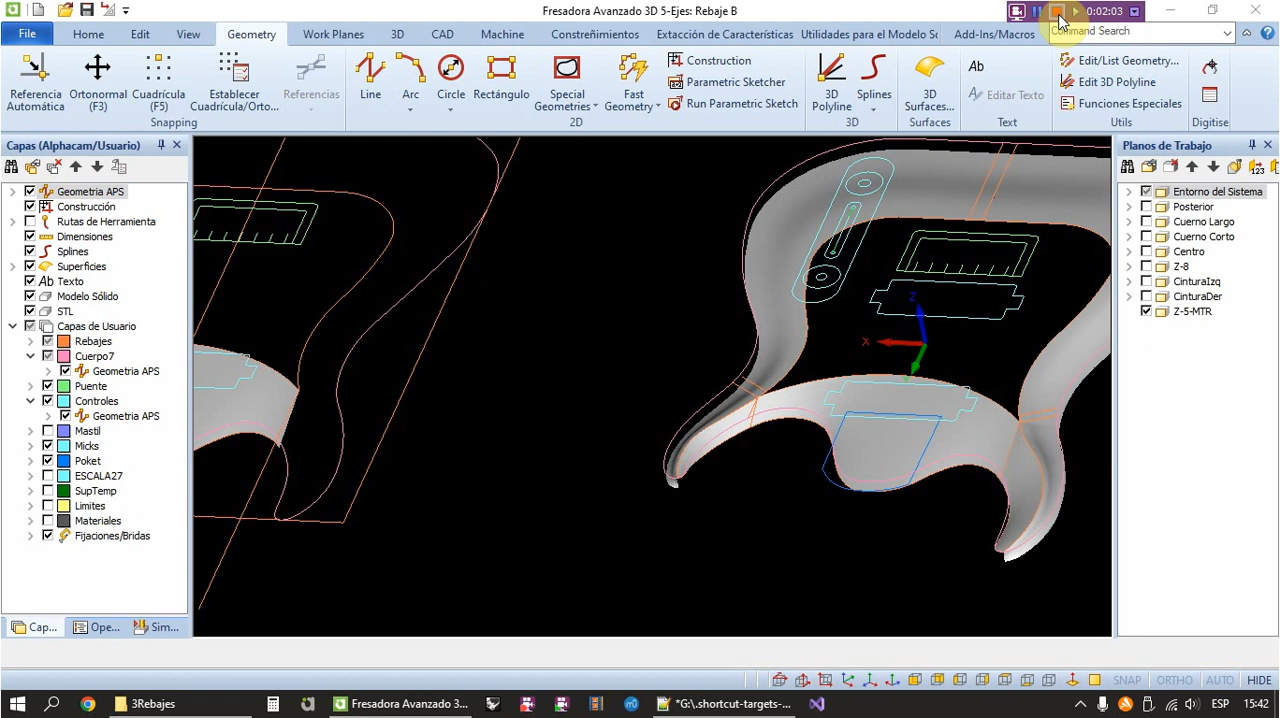 Fresadora Avanzado 3D 5-Ejes: Rebaje B
0:02:03
File Home Edit View Geometry Work Planes 3D CAD Machine Constreñimientos Extacción de Características Utilidades para el Modelo So Add-Ins/Macros
Command Search
Referencia Automática
Ortonormal (F3)
Cuadrícula (F5)
Establecer Cuadrícula/Orto...
Referencias
Snapping
Line
Arc
Circle
Rectángulo
Special Geometries
Fast Geometry
Construction
Parametric Sketcher
Run Parametric Sketch
2D
3D Polyline
Splines
3D
3D Surfaces...
Surfaces
Ab
Editar Texto
Text
Edit/List Geometry...
Edit 3D Polyline
Funciones Especiales
Utils
Digitise
Capas (Alphacam/Usuario)
Geometria APS
Construcción
Rutas de Herramienta
Dimensiones
Splines
Superficies
Ab Texto
Modelo Sólido
STL
Capas de Usuario
Rebajes
Cuerpo7
Geometria APS
Puente
Controles
Geometria APS
Mastil
Micks
Poket
ESCALA27
SupTemp
Limites
Materiales
Fijaciones/Bridas
Cap...
Ope...
Sim...
Z
X
Planos de Trabajo
123
Entorno del Sistema
Posterior
Cuerno Largo
Cuerno Corto
Centro
Z-8
CinturaIzq
CinturaDer
Z-5-MTR
SNAP ORTHO AUTO HIDE
3Rebajes
Fresadora Avanzado 3...
*G:\.shortcut-targets-...
ESP
15:42